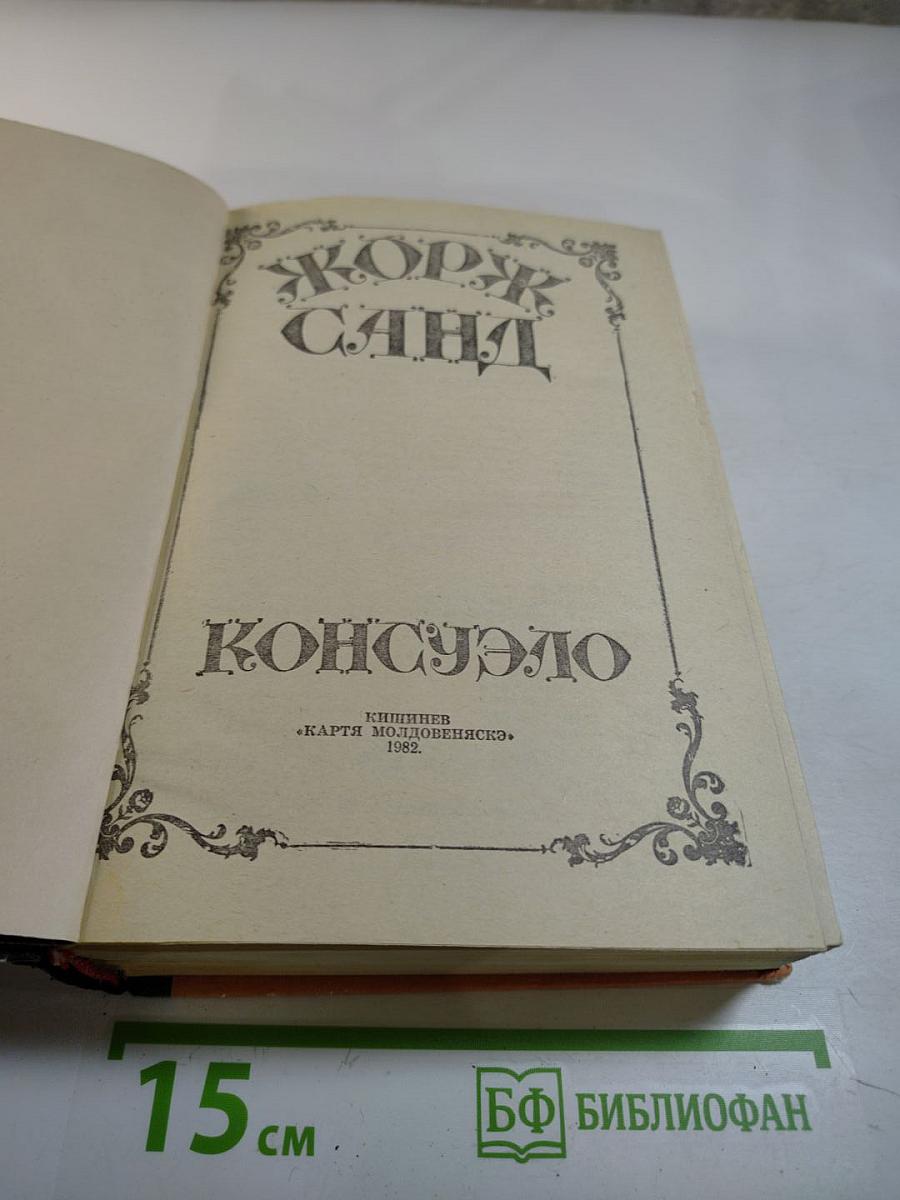 ЖОРЖ
САНД
КОНСУЭЛО
КИШИНЕВ
«КАРТЯ МОЛДОВЕНЯСКЭ»
1982.
15 см
БФ БИБЛИОФАН